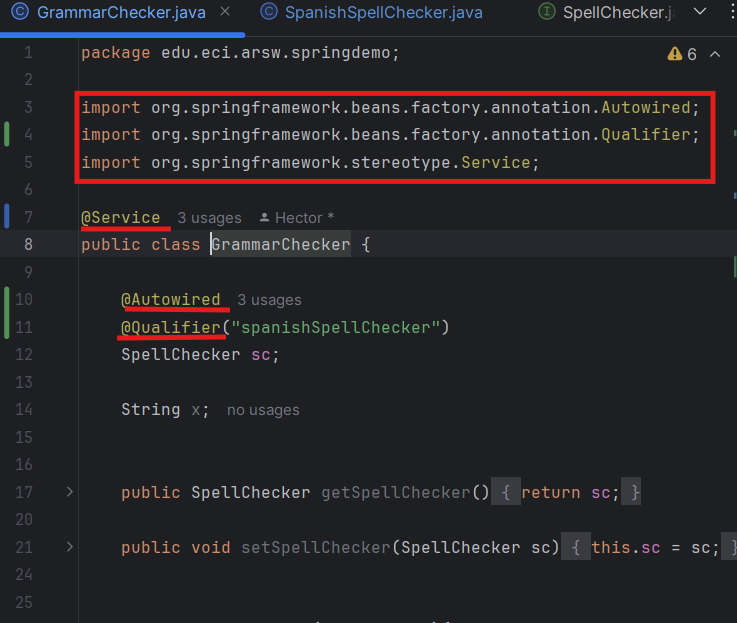 GrammarChecker.java
SpanishSpellChecker.java
SpellChecker.j
1 package edu.eci.arsw.springdemo;
6
2
3 import org.springframework.beans.factory.annotation.Autowired;
4 import org.springframework.beans.factory.annotation.Qualifier;
5 import org.springframework.stereotype.Service;
6
7 @Service 3 usages Hector *
8 public class GrammarChecker {
9
10 @Autowired 3 usages
11 @Qualifier("spanishSpellChecker")
12 SpellChecker sc;
13
14 String x; no usages
15
16
17 public SpellChecker getSpellChecker() { return sc; }
20
21 public void setSpellChecker(SpellChecker sc) { this.sc = sc; }
24
25